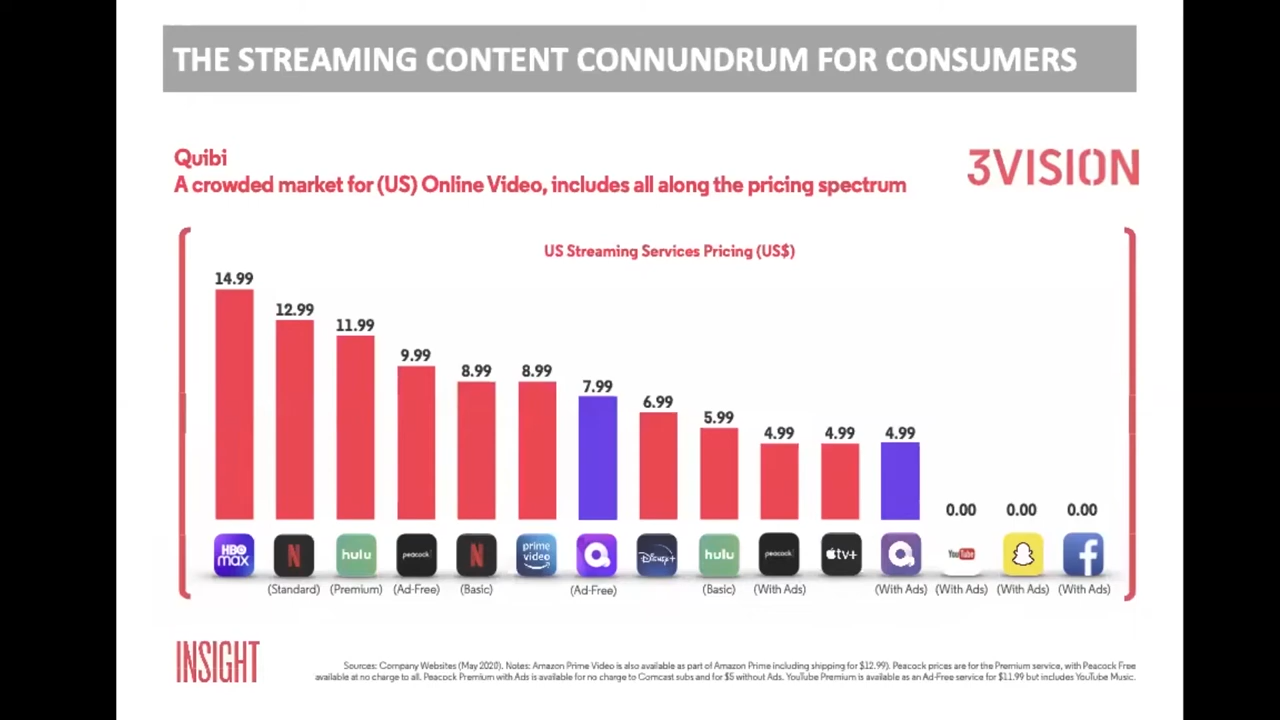 THE STREAMING CONTENT CONNUNDRUM FOR CONSUMERS
Quibi
A crowded market for (US) Online Video, includes all along the pricing spectrum
3VISION
US Streaming Services Pricing (US$)
14.99
12.99
11.99
9.99
8.99
8.99
7.99
6.99
5.99
4.99
4.99
4.99
0.00
0.00
0.00
HBO
max
N
hulu
peacock
N
prime
video
Disney+
hulu
peacock
tv+
YouTube
f
(Standard)
(Premium)
(Ad-Free)
(Basic)
(Ad-Free)
(Basic)
(With Ads)
(With Ads)
(With Ads)
(With Ads)
(With Ads)
INSIGHT
Sources: Company Websites (May 2020). Notes: Amazon Prime Video is also available as part of Amazon Prime including shipping for $12.99). Peacock prices are for the Premium service, with Peacock Free
available at no charge to all. Peacock Premium with Ads is available for no charge to Comcast subs and for $5 without Ads. YouTube Premium is available as an Ad-Free service for $11.99 but includes YouTube Music.